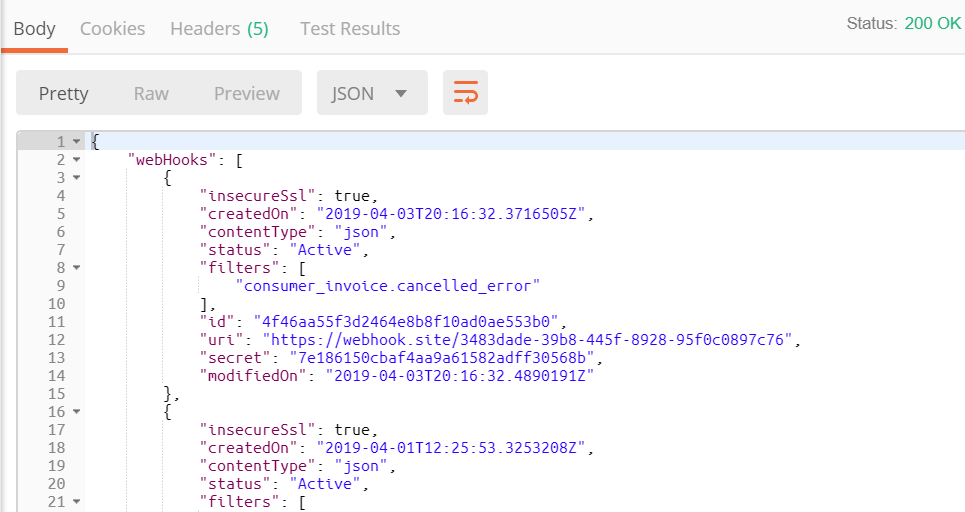 Body Cookies Headers (5) Test Results Status: 200 OK
Pretty Raw Preview JSON
1 {
2 "webHooks": [
3 {
4 "insecureSsl": true,
5 "createdOn": "2019-04-03T20:16:32.3716505Z",
6 "contentType": "json",
7 "status": "Active",
8 "filters": [
9 "consumer_invoice.cancelled_error"
10 ],
11 "id": "4f46aa55f3d2464e8b8f10ad0ae553b0",
12 "uri": "https://webhook.site/3483dade-39b8-445f-8928-95f0c0897c76",
13 "secret": "7e186150cbaf4aa9a61582adff30568b",
14 "modifiedOn": "2019-04-03T20:16:32.4890191Z"
15 },
16 {
17 "insecureSsl": true,
18 "createdOn": "2019-04-01T12:25:53.3253208Z",
19 "contentType": "json",
20 "status": "Active",
21 "filters": [